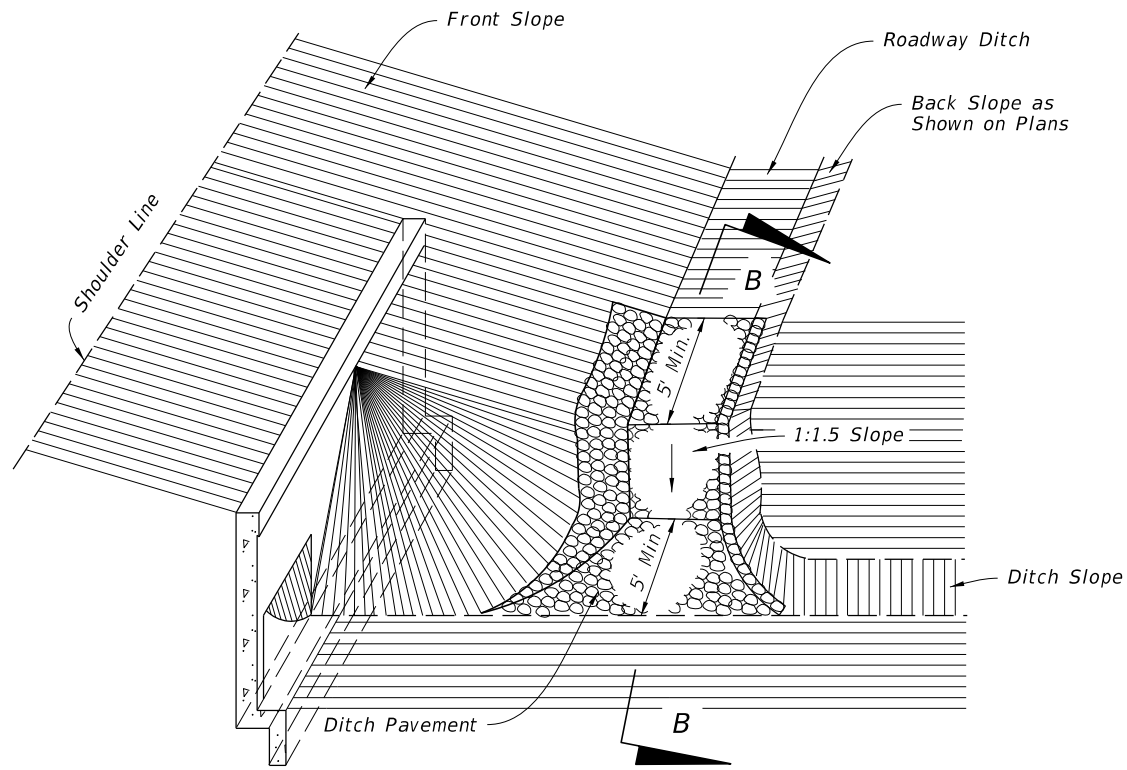 Front Slope
Roadway Ditch
Back Slope as
Shown on Plans
Shoulder Line
B
5' Min.
1:1.5 Slope
5' Min
Ditch Slope
Ditch Pavement
B